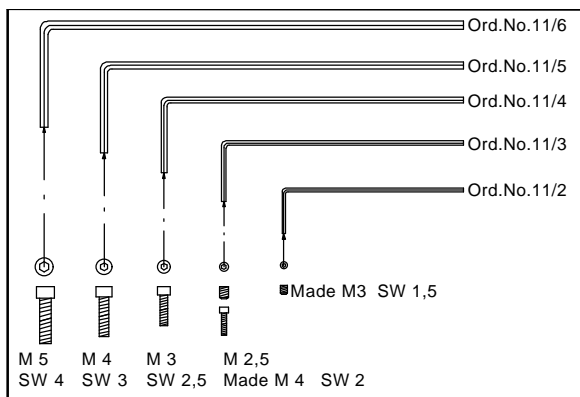 Ord.No.11/6
Ord.No.11/5
Ord.No.11/4
Ord.No.11/3
Ord.No.11/2
Made M3 SW 1,5
M 5 M 4 M 3 M 2,5
SW 4 SW 3 SW 2,5 Made M 4 SW 2